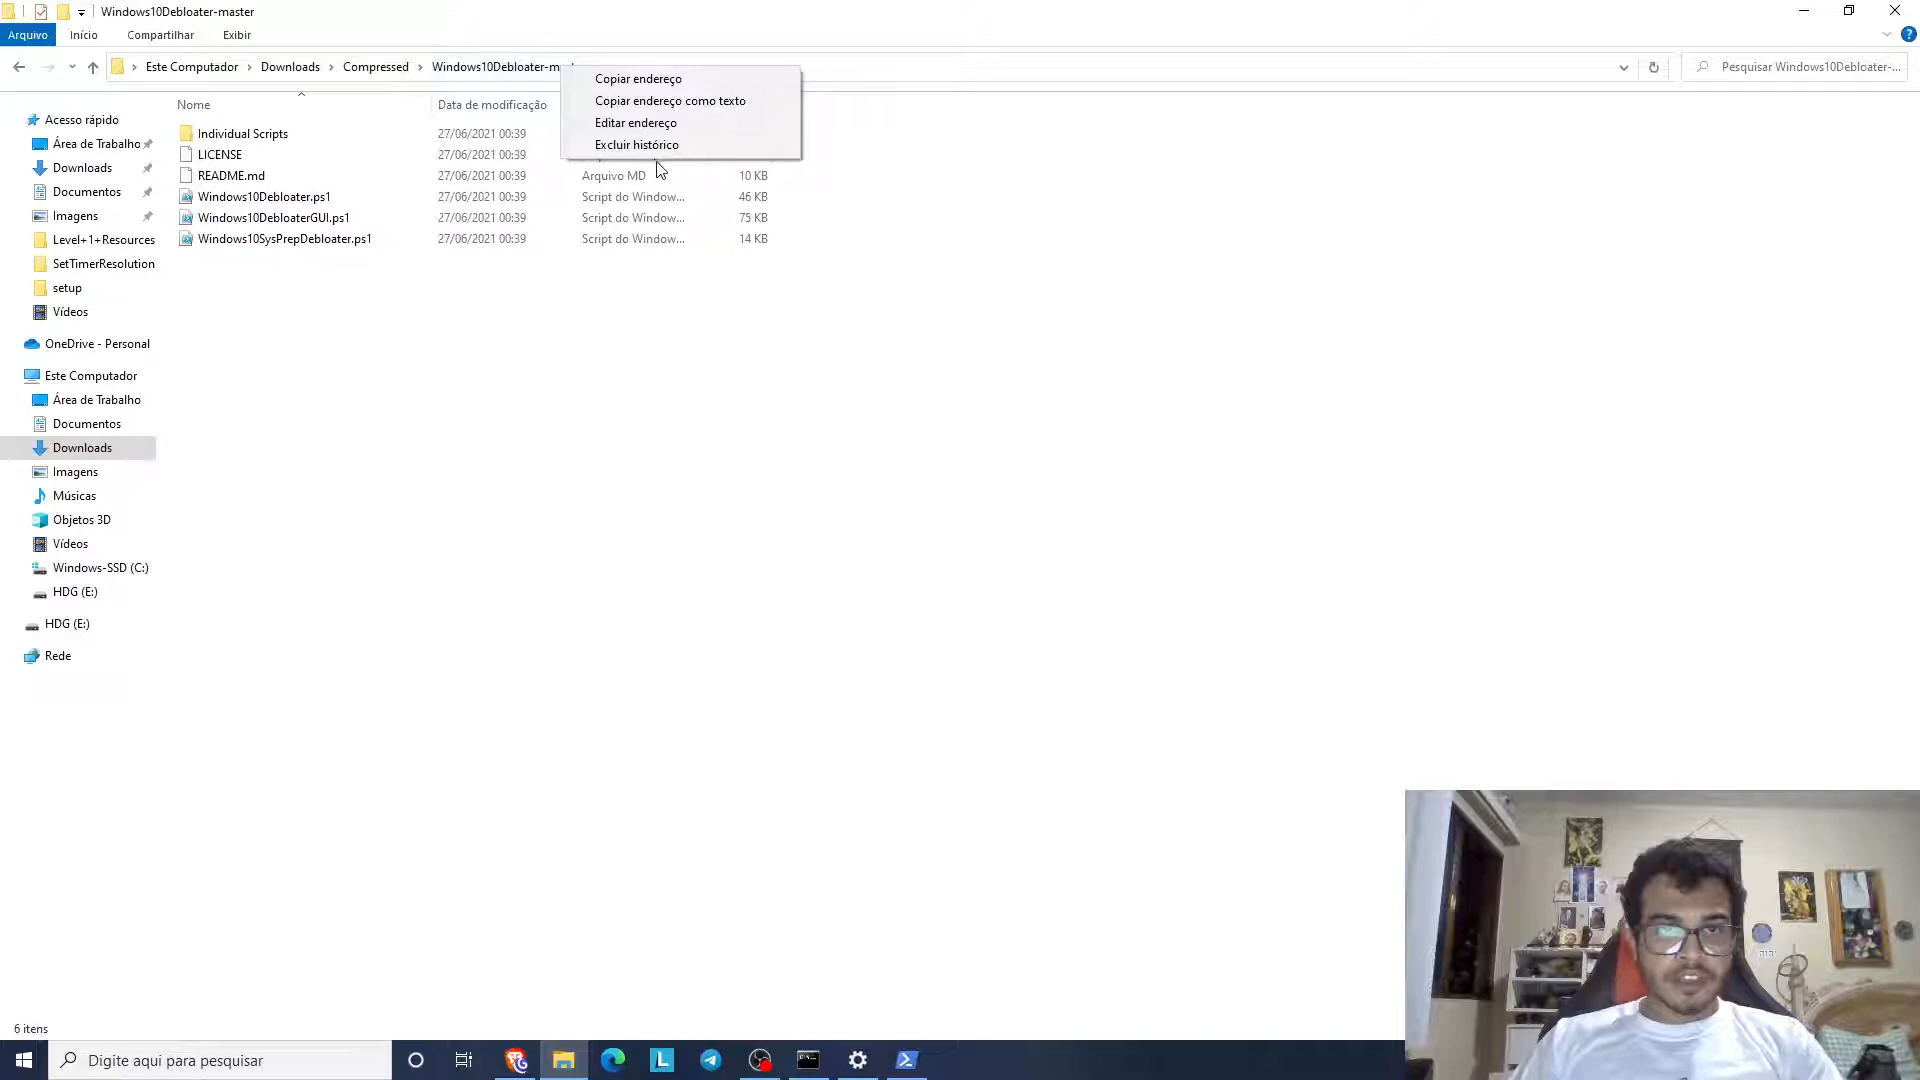 Windows10Debloater-master
Arquivo Início Compartilhar Exibir
Este Computador Downloads Compressed Windows10Debloater-m
Pesquisar Windows10Debloater-...
Copiar endereço
Copiar endereço como texto
Editar endereço
Excluir histórico
Nome Data de modificação
Individual Scripts 27/06/2021 00:39
LICENSE 27/06/2021 00:39
README.md 27/06/2021 00:39 Arquivo MD 10 KB
Windows10Debloater.ps1 27/06/2021 00:39 Script do Window... 46 KB
Windows10DebloaterGUI.ps1 27/06/2021 00:39 Script do Window... 75 KB
Windows10SysPrepDebloater.ps1 27/06/2021 00:39 Script do Window... 14 KB
Acesso rápido
Área de Trabalho
Downloads
Documentos
Imagens
Level+1+Resources
SetTimerResolution
setup
Vídeos
OneDrive - Personal
Este Computador
Área de Trabalho
Documentos
Downloads
Imagens
Músicas
Objetos 3D
Vídeos
Windows-SSD (C:)
HDG (E:)
HDG (E:)
Rede
6 itens
Digite aqui para pesquisar
יהוה